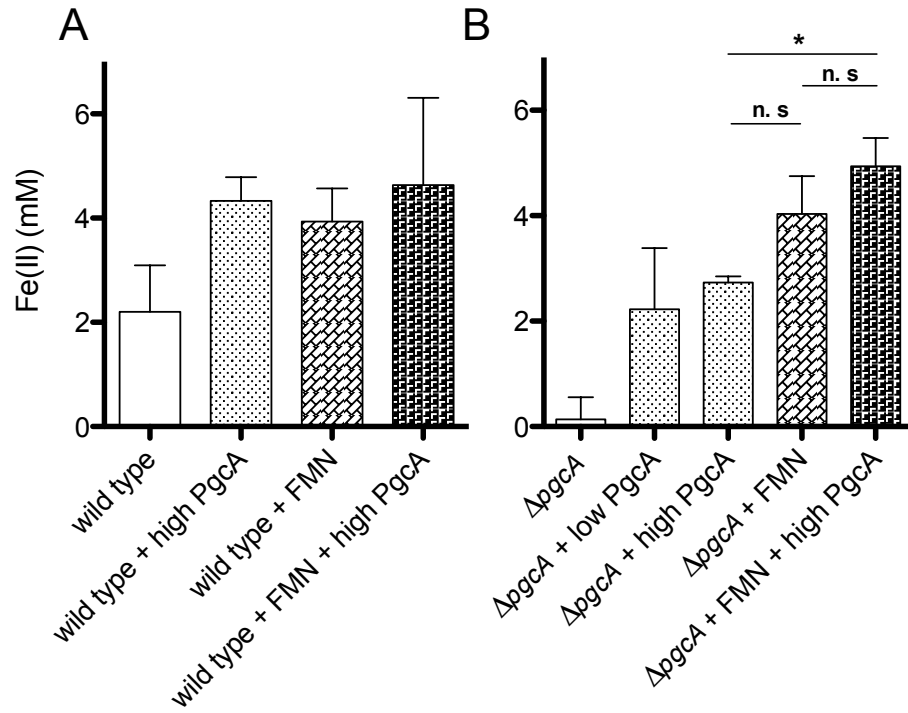 A
B
Fe(II) (mM)
6
4
2
0
wild type
wild type + high PgcA
wild type + FMN
wild type + FMN + high PgcA
6
4
2
0
*
n. s
n. s
ΔpgcA
ΔpgcA + low PgcA
ΔpgcA + high PgcA
ΔpgcA + FMN
ΔpgcA + FMN + high PgcA